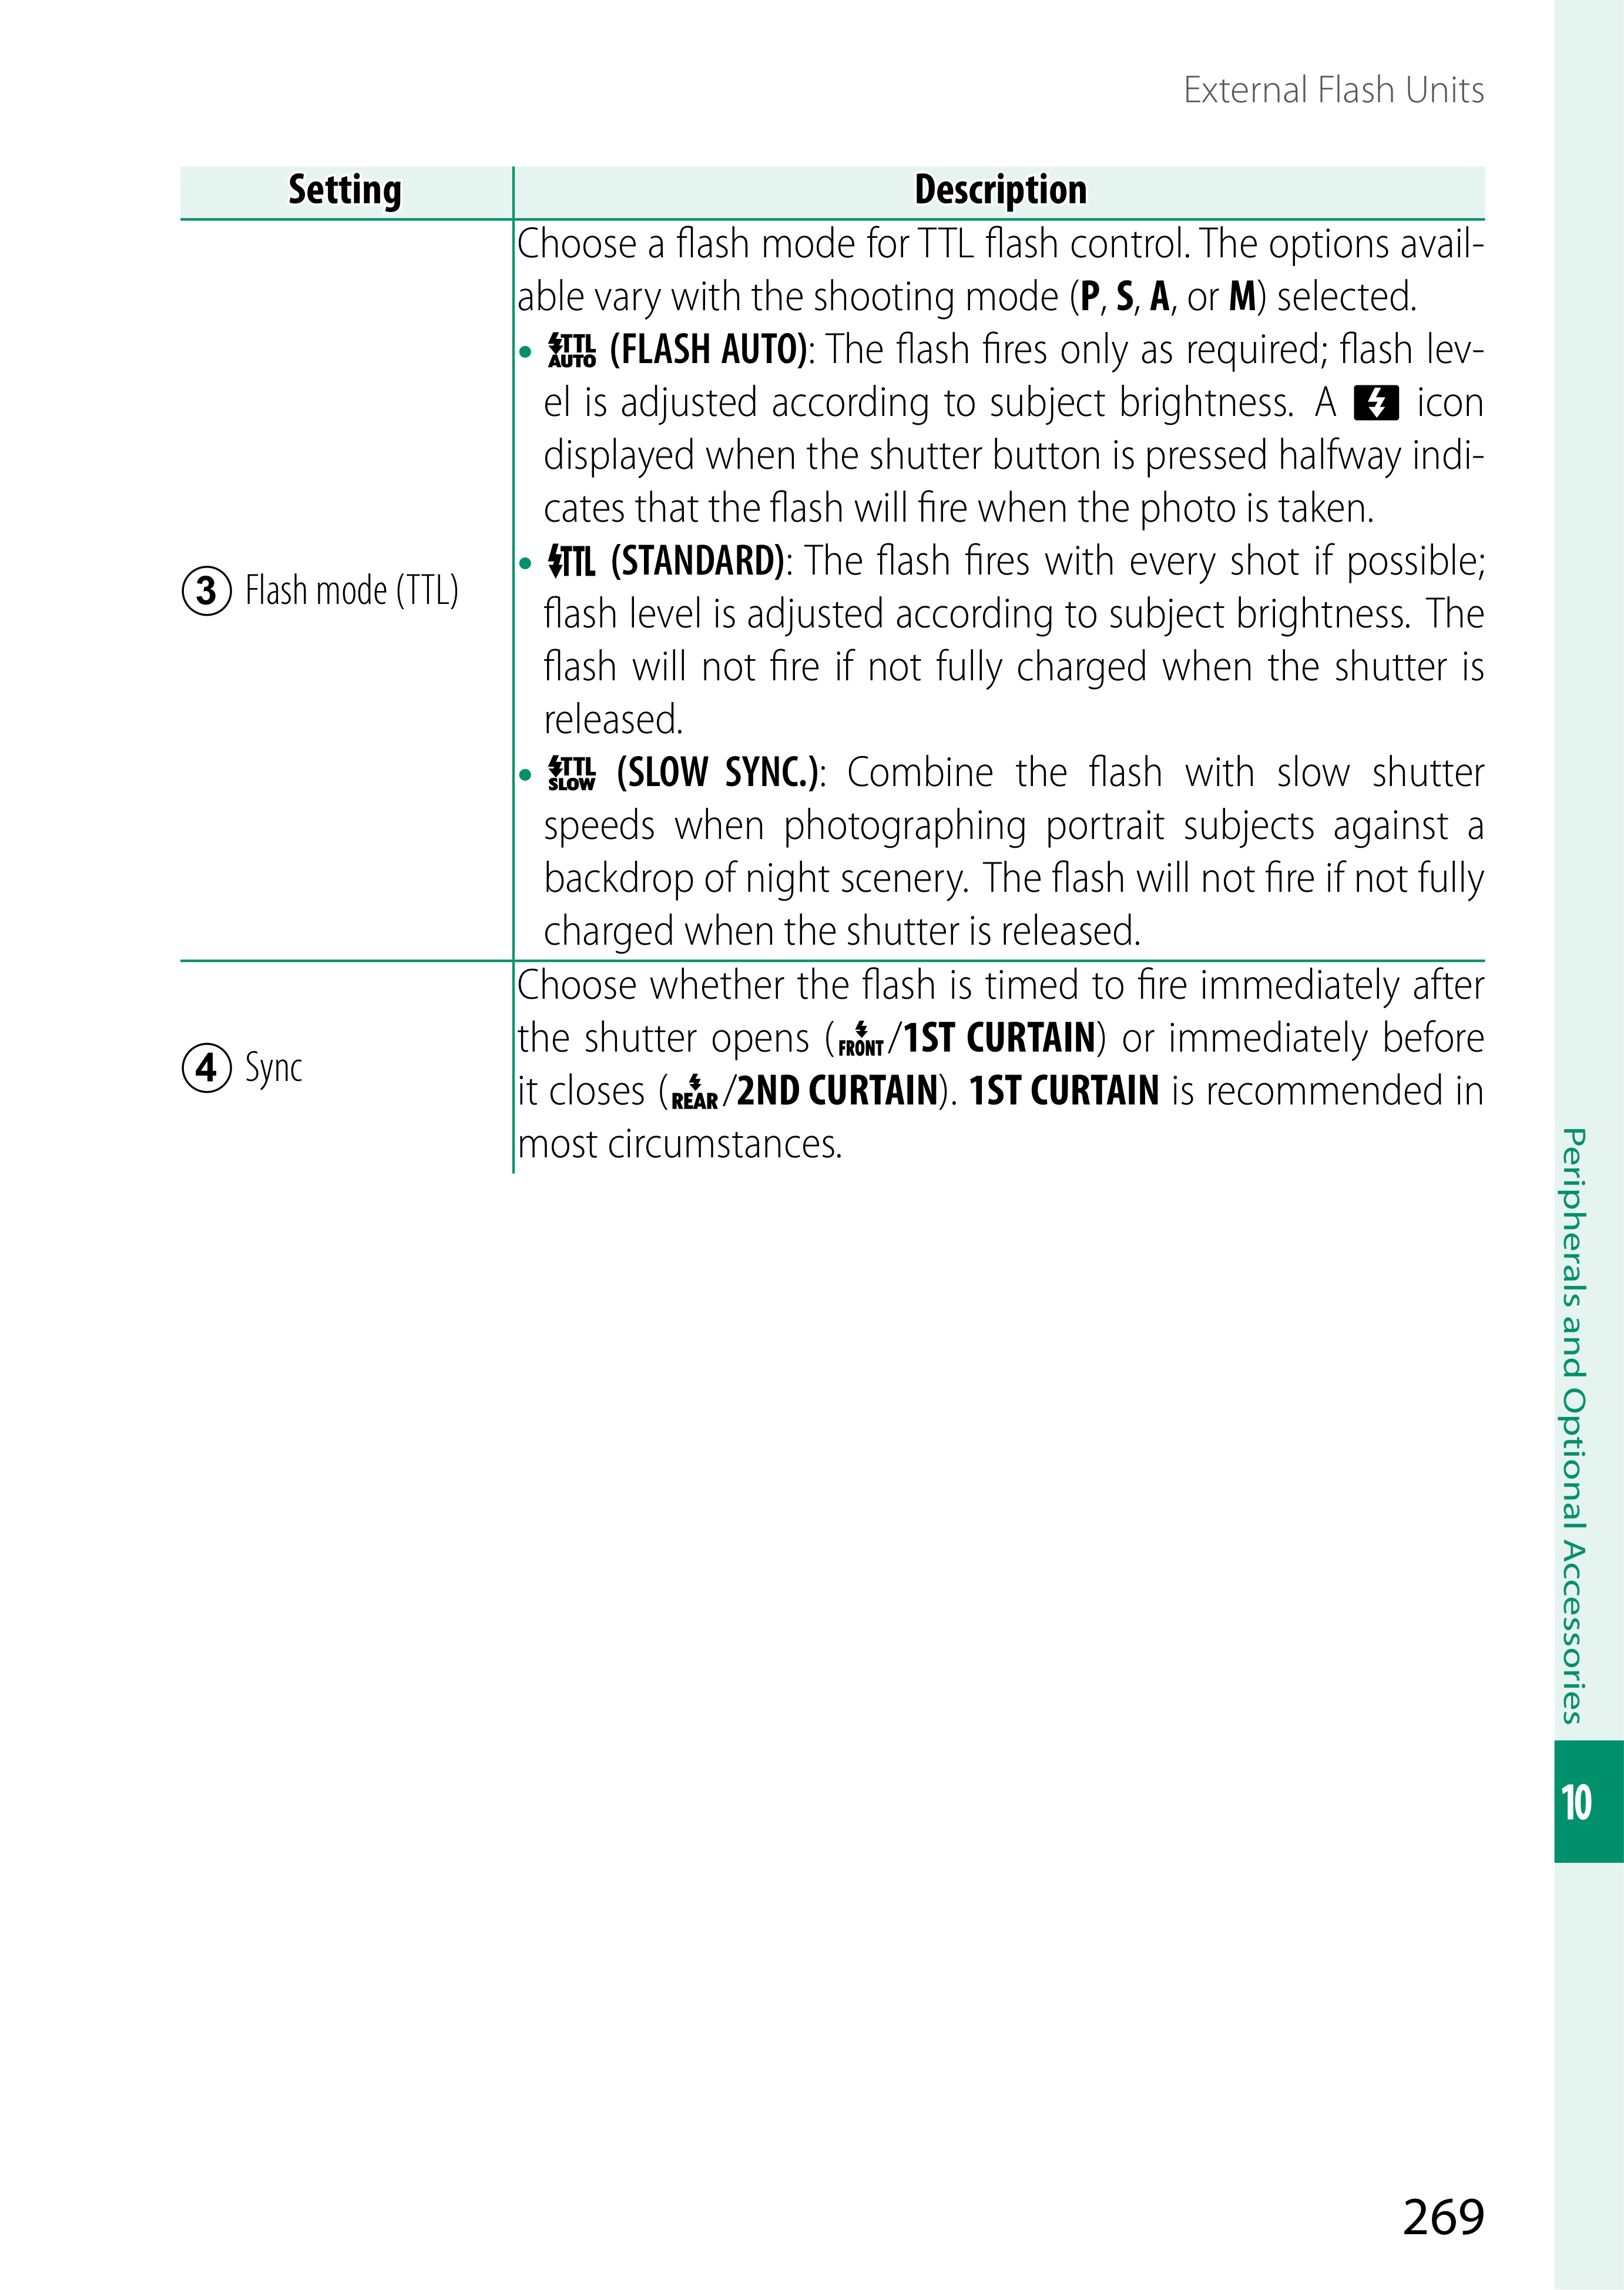 External Flash Units
Setting
Description
③ Flash mode (TTL)
Choose a flash mode for TTL flash control. The options avail-
able vary with the shooting mode (P, S, A, or M) selected.
• TTL AUTO (FLASH AUTO): The flash fires only as required; flash lev-
el is adjusted according to subject brightness. A icon
displayed when the shutter button is pressed halfway indi-
cates that the flash will fire when the photo is taken.
• TTL (STANDARD): The flash fires with every shot if possible;
flash level is adjusted according to subject brightness. The
flash will not fire if not fully charged when the shutter is
released.
• TTL SLOW (SLOW SYNC.): Combine the flash with slow shutter
speeds when photographing portrait subjects against a
backdrop of night scenery. The flash will not fire if not fully
charged when the shutter is released.
④ Sync
Choose whether the flash is timed to fire immediately after
the shutter opens (FRONT/1ST CURTAIN) or immediately before
it closes (REAR/2ND CURTAIN). 1ST CURTAIN is recommended in
most circumstances.
Peripherals and Optional Accessories
10
269